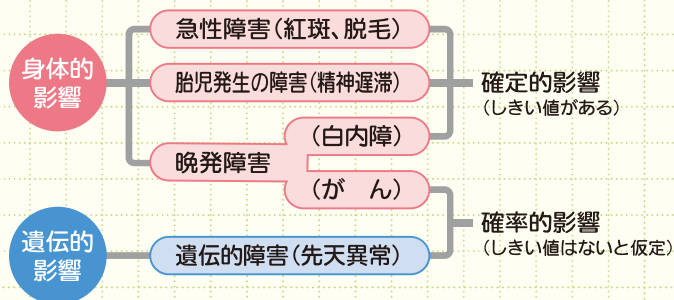 身体的
影響
急性障害（紅斑、脱毛）
胎児発生の障害（精神遅滞）
晩発障害
（白内障）
（が　ん）
確定的影響
（しきい値がある）
遺伝的
影響
遺伝的障害（先天異常）
確率的影響
（しきい値はないと仮定）